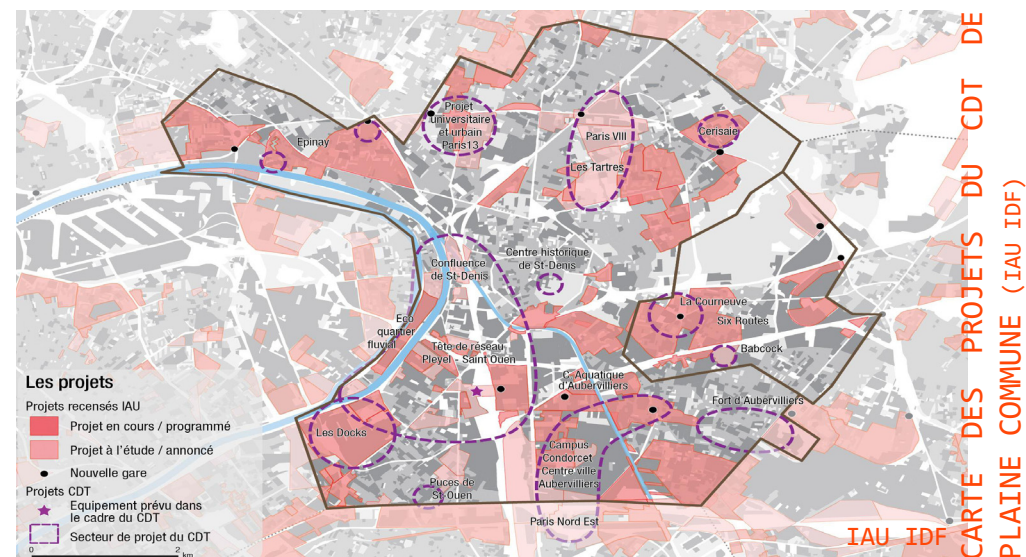 Projet
universitaire
et urbain
Paris13
Epinay
Paris VIII
Cerisaie
Les Tartres
Confluence
de St-Denis
Centre historique
de St-Denis
La Courneuve
Six Routes
Eco
quartier
fluvial
Tête de réseau
Pleyel - Saint Ouen
Babcock
C. Aquatique
d'Aubervilliers
Fort d'Aubervilliers
Les Docks
Campus
Condorcet
Centre ville
Aubervilliers
Puces de
St-Ouen
Paris Nord Est
Les projets
Projets recensés IAU
Projet en cours / programmé
Projet à l'étude / annoncé
Nouvelle gare
Projets CDT
Equipement prévu dans
le cadre du CDT
Secteur de projet du CDT
0 2
km
IAU IDF
CARTE DES PROJETS DU CDT DE
PLAINE COMMUNE (IAU IDF)